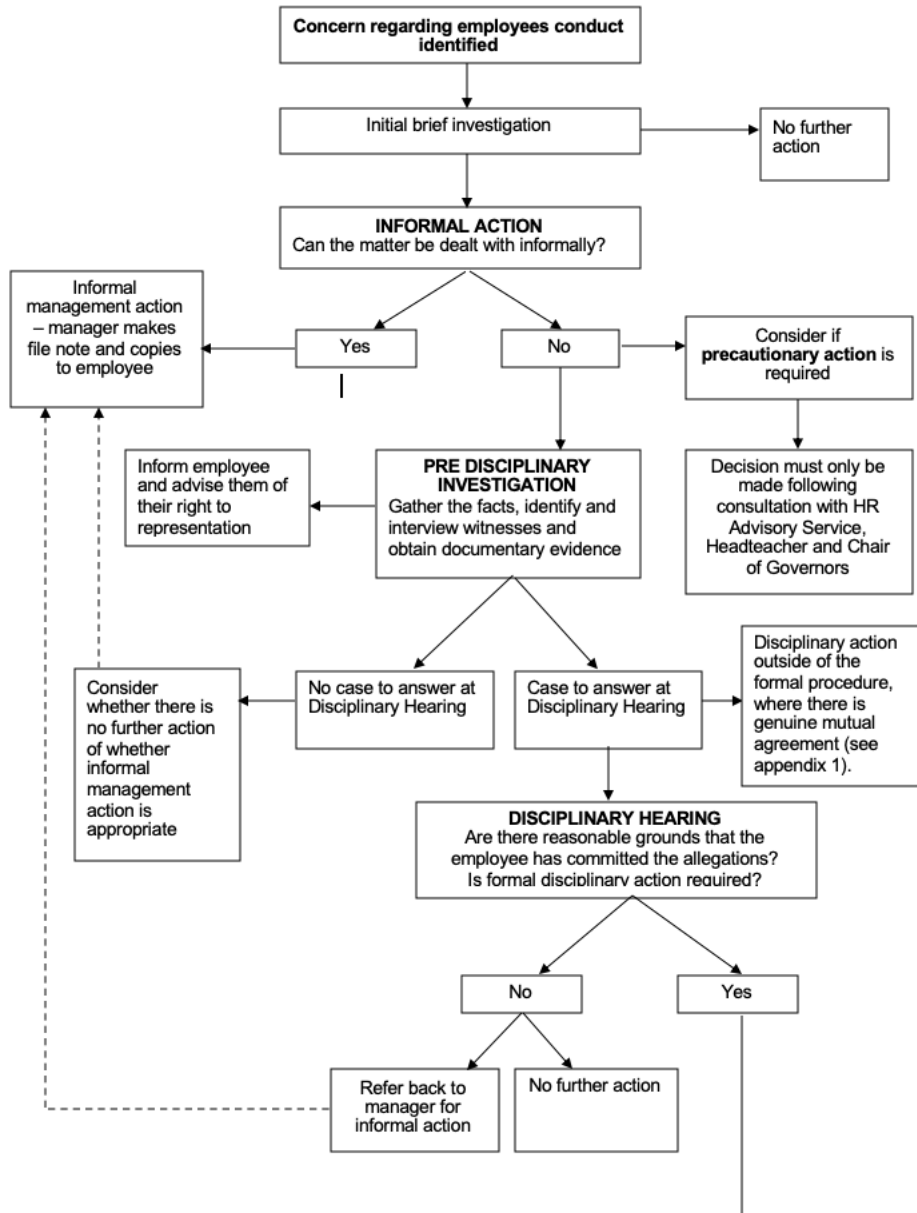 Concern regarding employees conduct
identified
Initial brief investigation
No further
action
INFORMAL ACTION
Can the matter be dealt with informally?
Informal
management action
– manager makes
file note and copies
to employee
Yes
No
Consider if
precautionary action is
required
Inform employee
and advise them of
their right to
representation
PRE DISCIPLINARY
INVESTIGATION
Gather the facts, identify and
interview witnesses and
obtain documentary evidence
Decision must only be
made following
consultation with HR
Advisory Service,
Headteacher and Chair
of Governors
Consider
whether there is
no further action
of whether
informal
management
action is
appropriate
No case to answer at
Disciplinary Hearing
Case to answer at
Disciplinary Hearing
Disciplinary action
outside of the
formal procedure,
where there is
genuine mutual
agreement (see
appendix 1).
DISCIPLINARY HEARING
Are there reasonable grounds that the
employee has committed the allegations?
Is formal disciplinary action required?
No
Yes
Refer back to
manager for
informal action
No further action